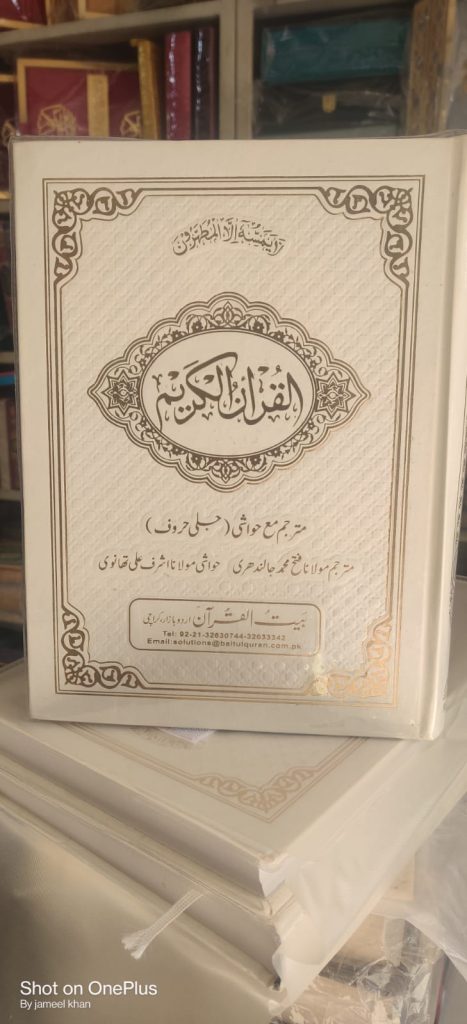 لَا يَمَسُّهٗٓ اِلَّا الْمُطَهَّرُوْنَ
القرآن الکریم
مترجم مع حواشی (جلی حروف)
مترجم مولانا فتح محمد جالندھری حواشی مولانا اشرف علی تھانوی
بیت القرآن اردو بازار، کراچی
Tel: 92-21-32630744-32633342
Email:solutions@baitulquran.com.pk
Shot on OnePlus
By jameel khan